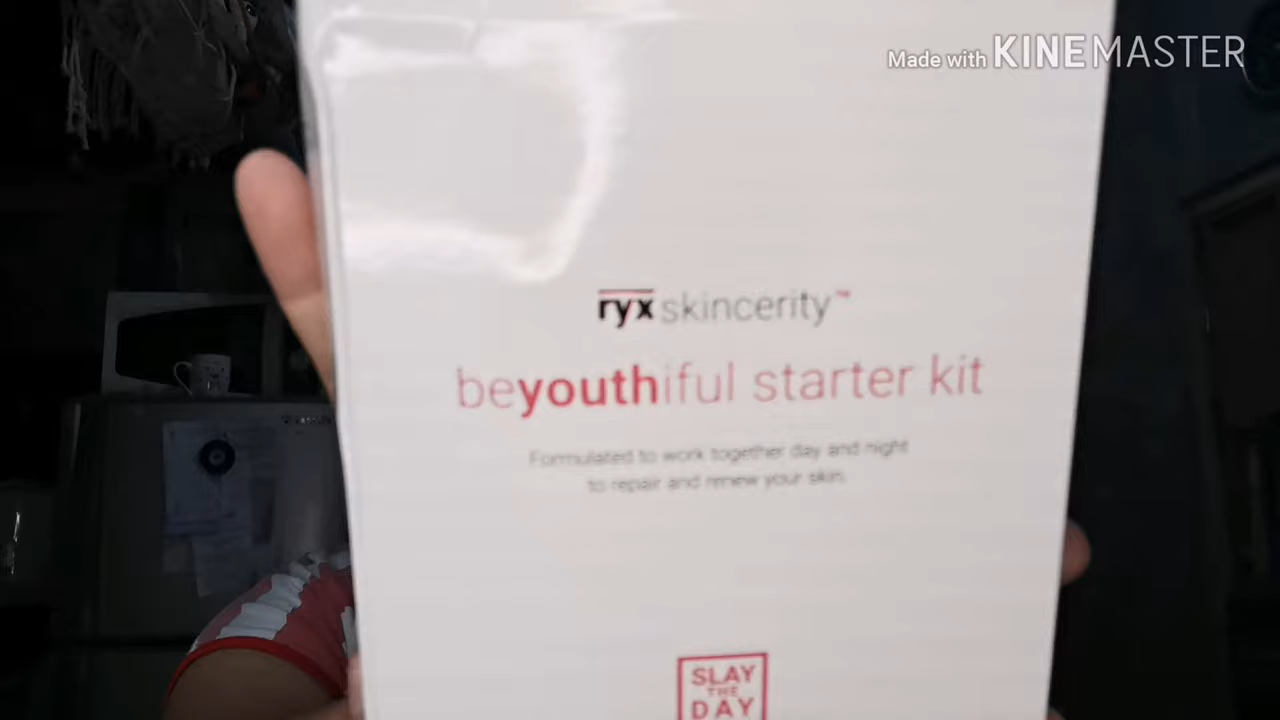 Made with KINEMASTER
ryx skincerity™
beyouthiful starter kit
Formulated to work together day and night
to repair and renew your skin.
SLAY
THE
DAY